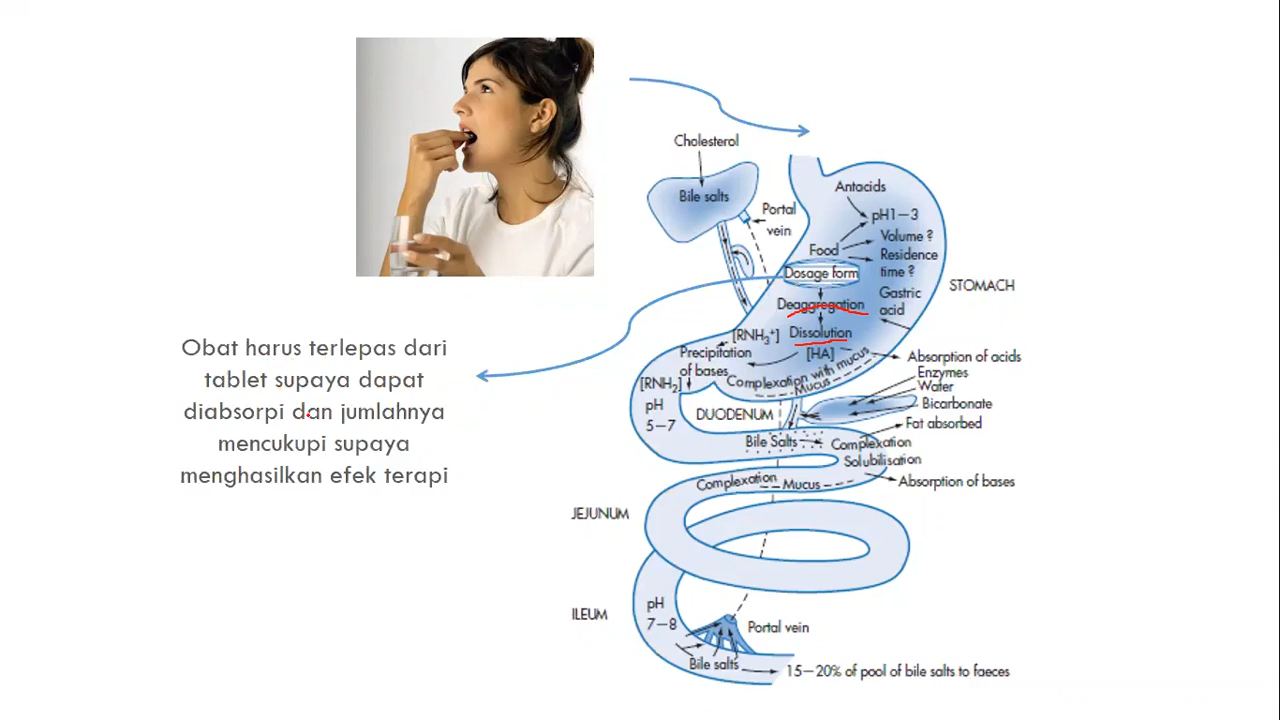 Obat harus terlepas dari
tablet supaya dapat
diabsorpi dan jumlahnya
mencukupi supaya
menghasilkan efek terapi
Cholesterol
Bile salts
Portal
vein
Antacids
pH1–3
Food
Volume ?
Residence
time ?
Dosage form
Gastric
acid
STOMACH
Deaggregation
Dissolution
[RNH3+]
[HA]
Precipitation
of bases
Complexation with mucus
Mucus
Absorption of acids
Enzymes
Water
Bicarbonate
Fat absorbed
[RNH2]
pH
5–7
DUODENUM
Bile Salts
Complexation
Solubilisation
Absorption of bases
Complexation
Mucus
JEJUNUM
ILEUM
pH
7–8
Portal vein
Bile salts
15–20% of pool of bile salts to faeces